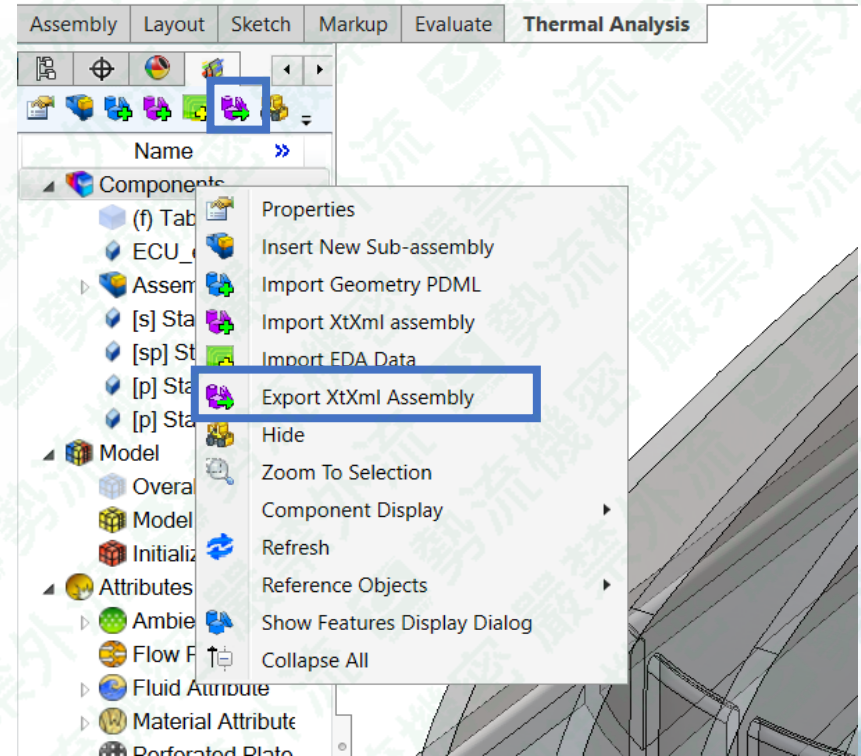 Assembly Layout Sketch Markup Evaluate Thermal Analysis
Name
Components
(f) Tab
ECU_
Assem
[s] Sta
[sp] St
[p] Sta
[p] Sta
Model
Overal
Model
Initializ
Attributes
Ambie
Flow F
Fluid Attribute
Material Attribute
Perforated Plate
Properties
Insert New Sub-assembly
Import Geometry PDML
Import XtXml assembly
Import EDA Data
Export XtXml Assembly
Hide
Zoom To Selection
Component Display
Refresh
Reference Objects
Show Features Display Dialog
Collapse All